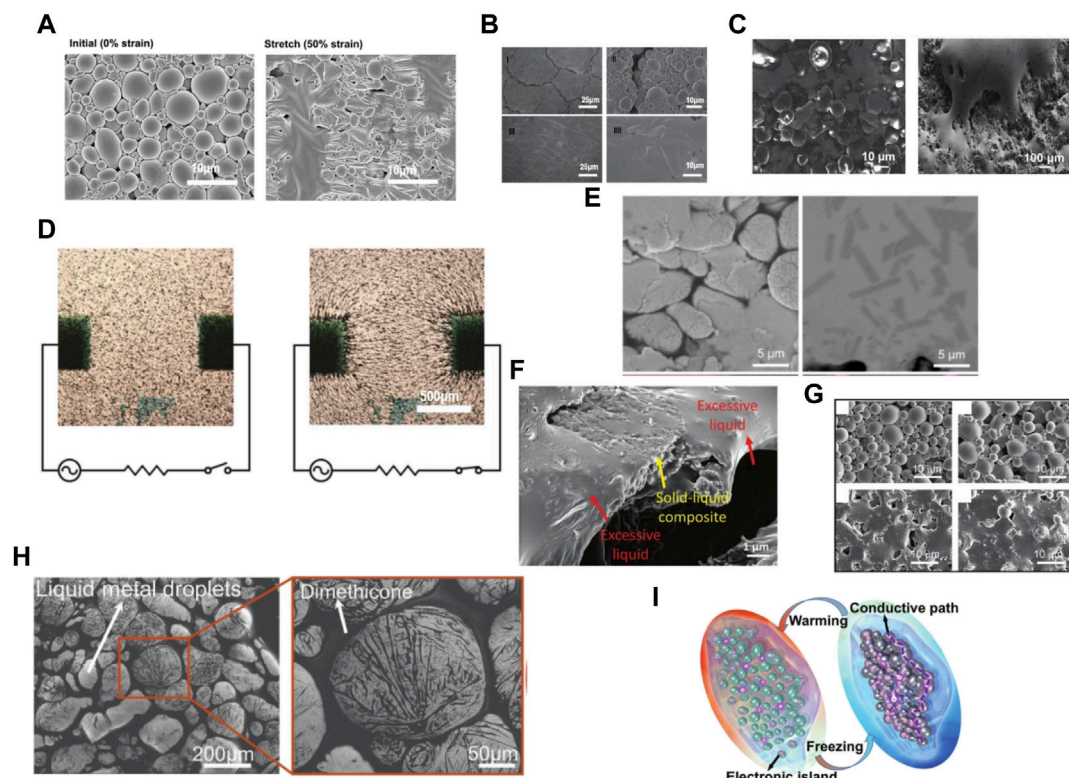 A
Initial (0% strain)
Stretch (50% strain)
10μm
10μm
B
I
II
25μm
10μm
25μm
10μm
C
10 μm
100 μm
D
500μm
E
5 μm
5 μm
F
Excessive
liquid
Solid-liquid
composite
Excessive
liquid
1 μm
G
10 μm
10 μm
10 μm
10 μm
H
Liquid metal droplets
200μm
Dimethicone
50μm
I
Warming
Conductive path
Freezing
Electronic island